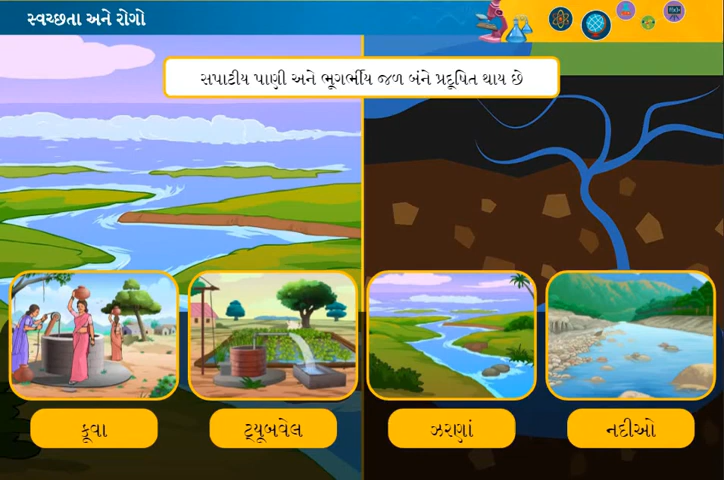 સ્વચ્છતા અને રોગો
સપાટીય પાણી અને ભૂગર્ભીય જળ બંને પ્રદૂષિત થાય છે
કૂવા
ટ્યૂબવેલ
ઝરણાં
નદીઓ